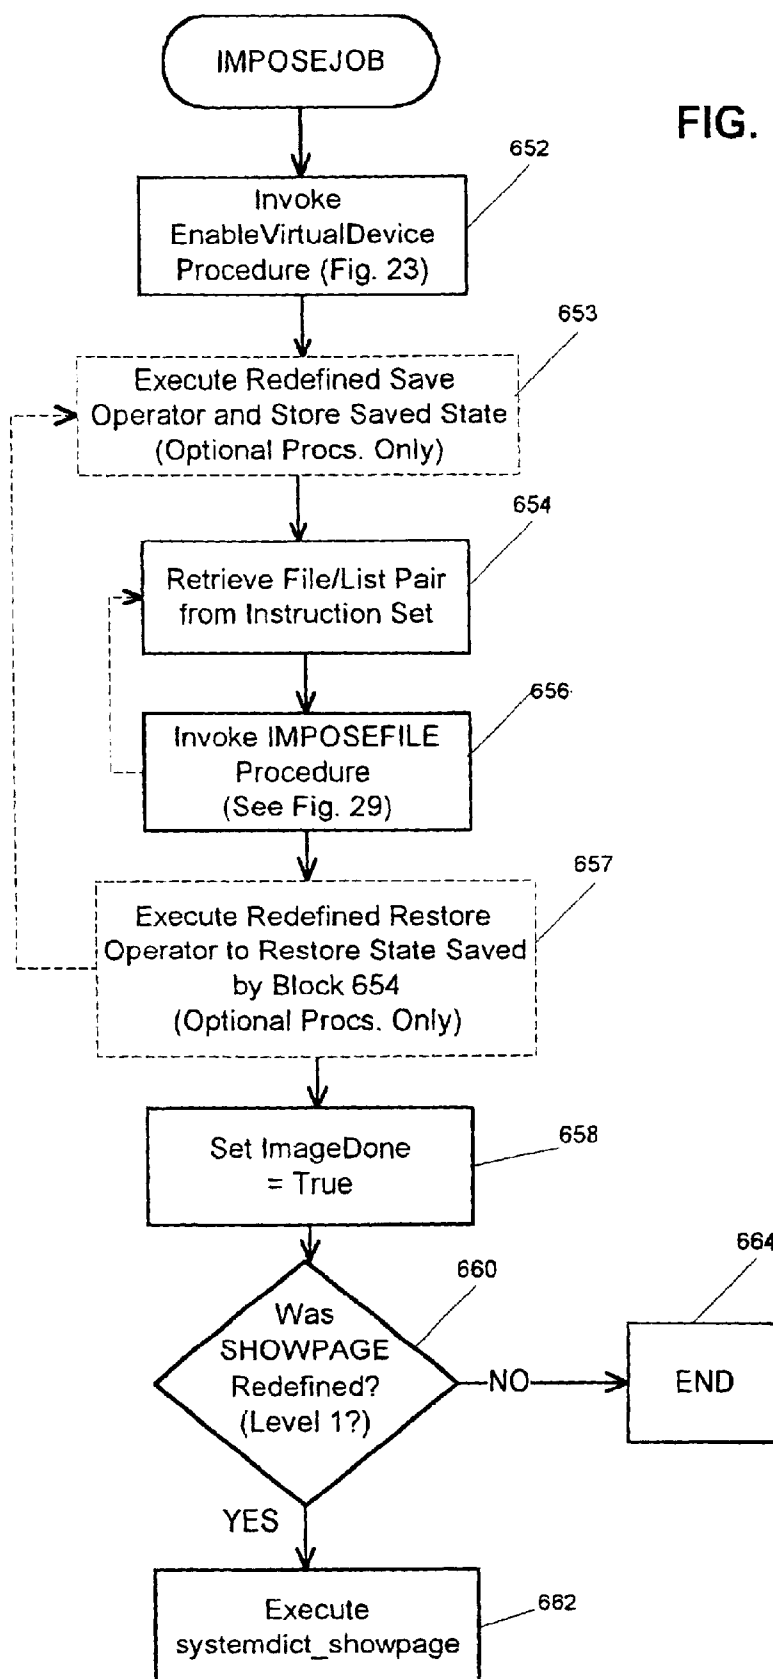 IMPOSEJOB
FIG.
652
Invoke
EnableVirtualDevice
Procedure (Fig. 23)
653
Execute Redefined Save
Operator and Store Saved State
(Optional Procs. Only)
654
Retrieve File/List Pair
from Instruction Set
656
Invoke IMPOSEFILE
Procedure
(See Fig. 29)
657
Execute Redefined Restore
Operator to Restore State Saved
by Block 654
(Optional Procs. Only)
658
Set ImageDone
= True
660
Was
SHOWPAGE
Redefined?
(Level 1?)
NO
664
END
YES
662
Execute
systemdict_showpage